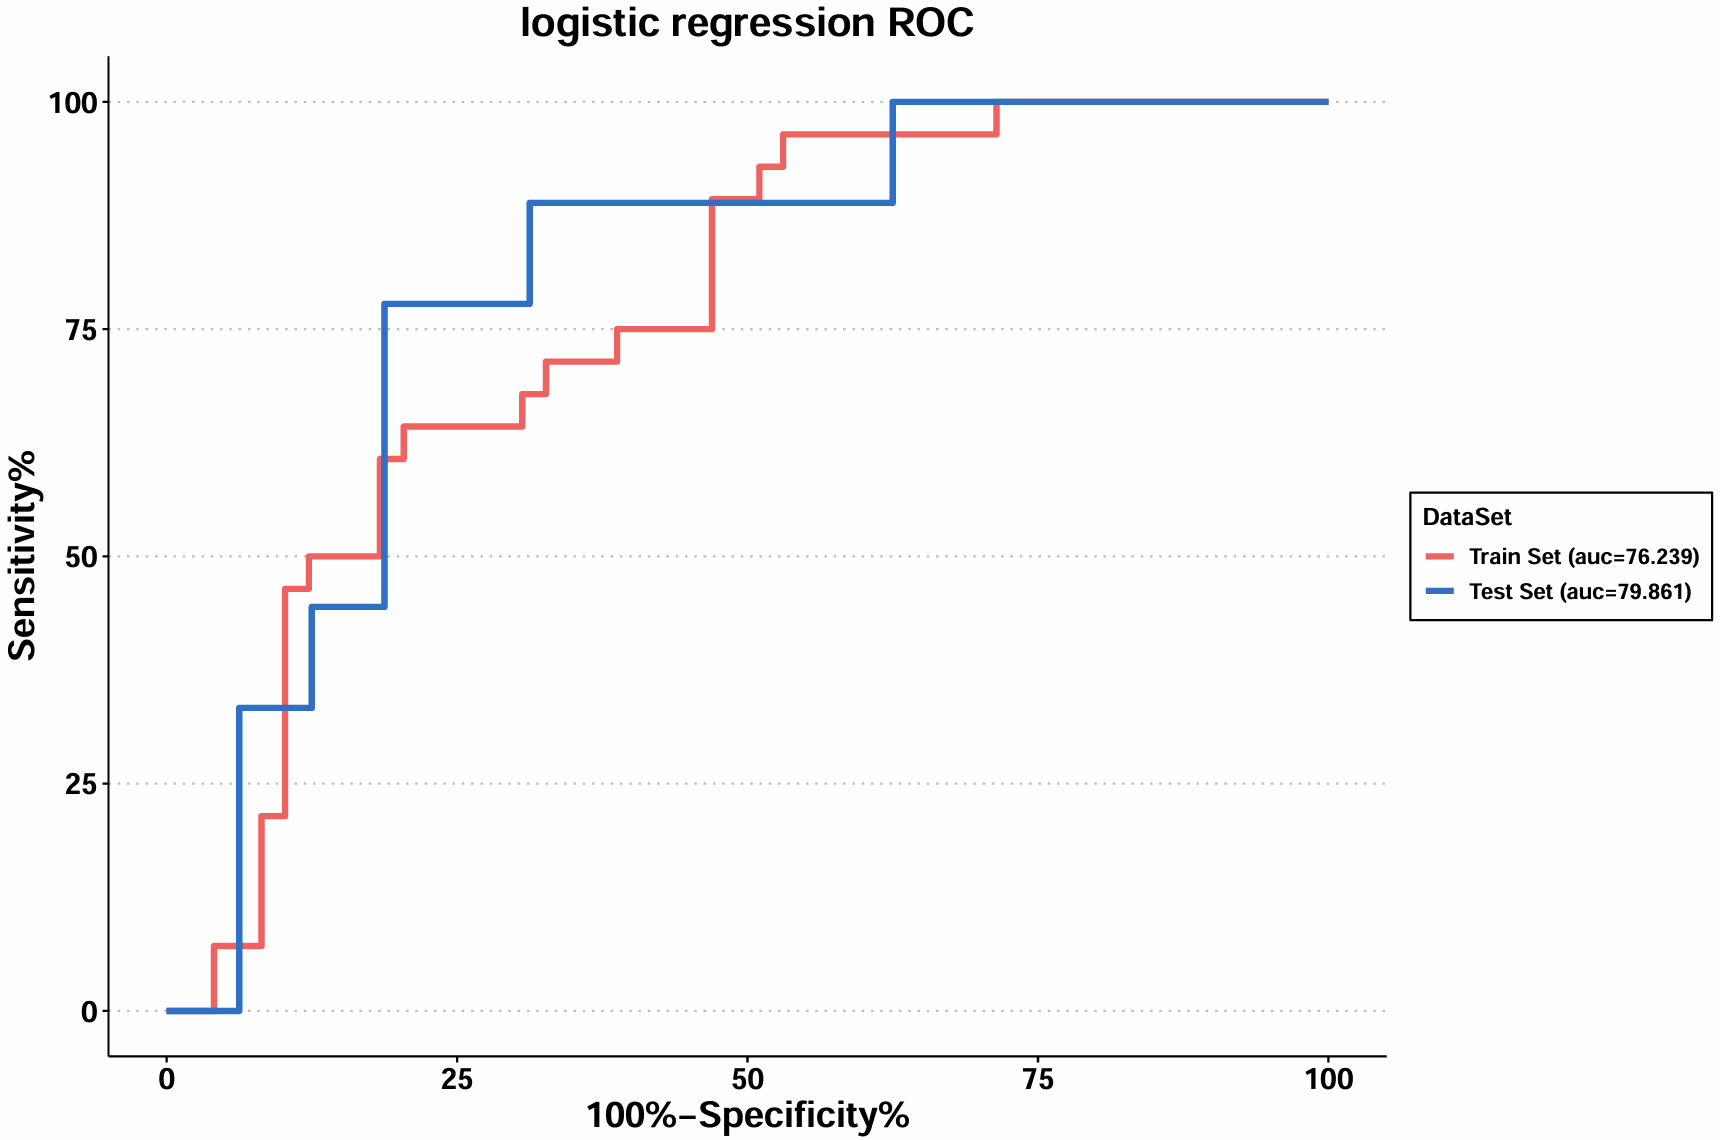 logistic regression ROC
100
75
50
25
0
Sensitivity%
0 25 50 75 100
100%−Specificity%
DataSet
Train Set (auc=76.239)
Test Set (auc=79.861)